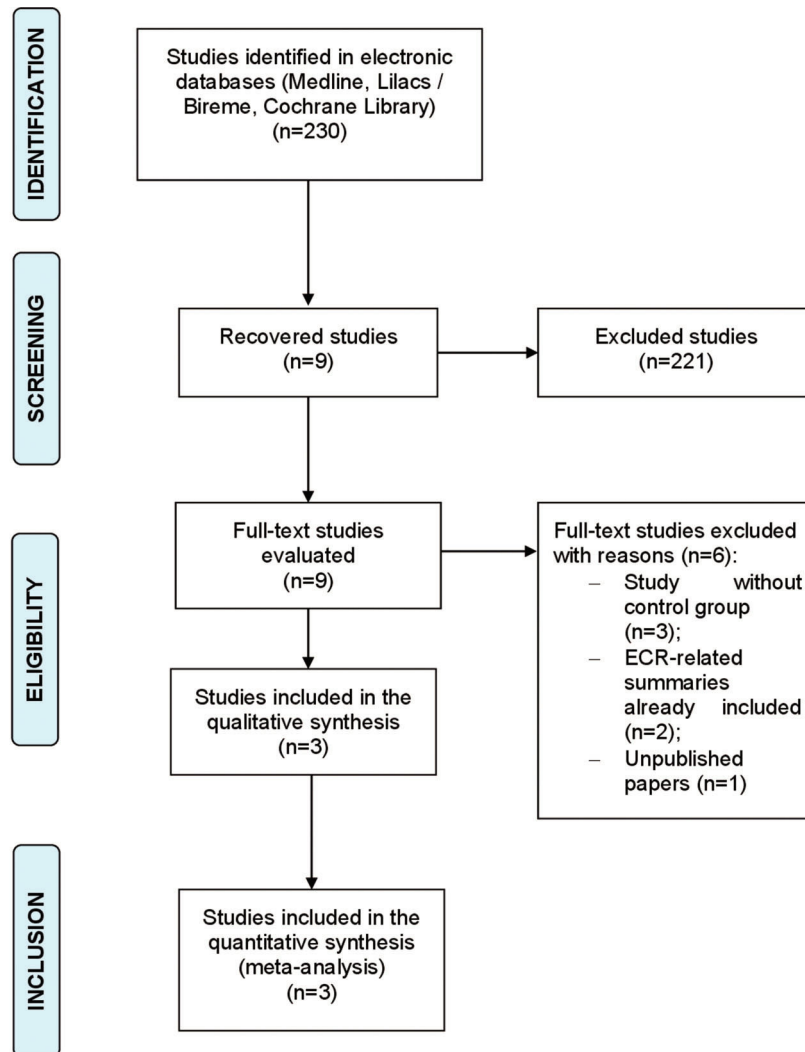 IDENTIFICATION
Studies identified in electronic
databases (Medline, Lilacs /
Bireme, Cochrane Library)
(n=230)
SCREENING
Recovered studies
(n=9)
Excluded studies
(n=221)
ELIGIBILITY
Full-text studies
evaluated
(n=9)
Full-text studies excluded
with reasons (n=6):
– Study without
control group
(n=3);
– ECR-related
summaries
already included
(n=2);
– Unpublished
papers (n=1)
Studies included in the
qualitative synthesis
(n=3)
INCLUSION
Studies included in the
quantitative synthesis
(meta-analysis)
(n=3)